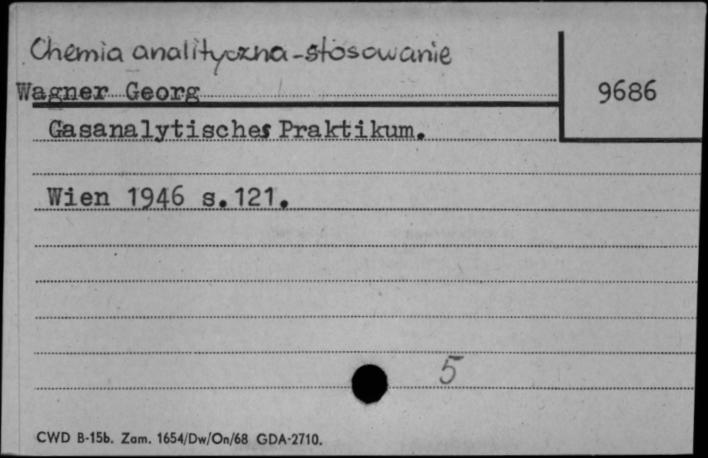 Chemia analityczna-stosowanie
Wagner Georg
9686
Gasanalytisches Praktikum.
Wien 1946 s.121.
5
CWD B-15b. Zam. 1654/Dw/On/68 GDA-2710.